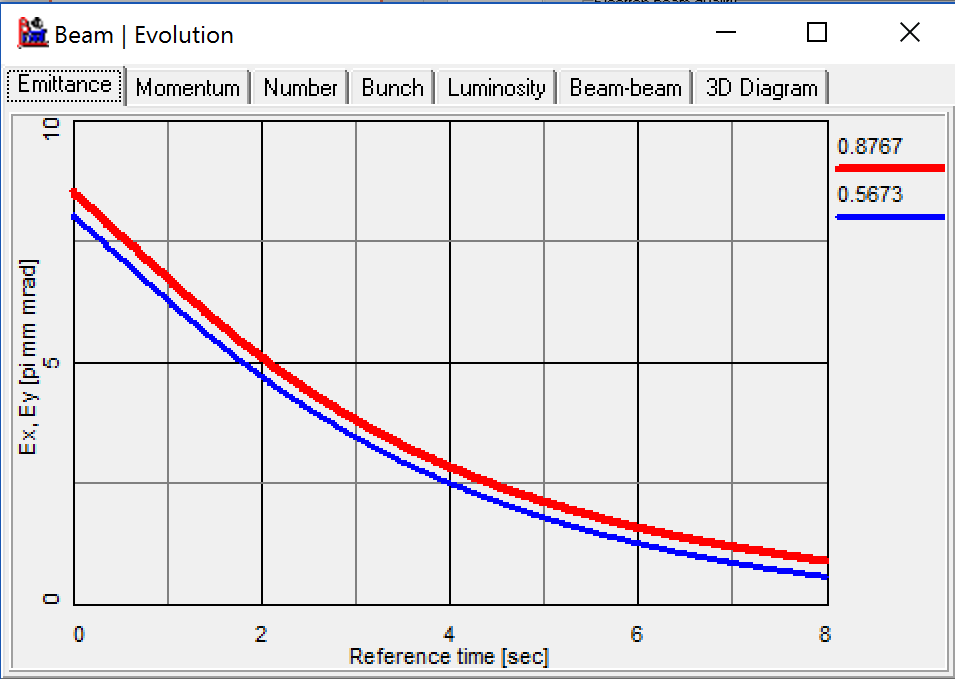 Beam | Evolution
Emittance Momentum Number Bunch Luminosity Beam-beam 3D Diagram
10
0.8767
0.5673
Ex, Ey [pi mm mrad]
5
0
0 2 4 6 8
Reference time [sec]